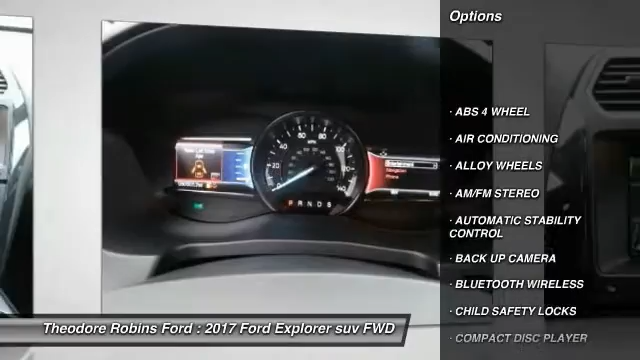 Options
· ABS 4 WHEEL
· AIR CONDITIONING
· ALLOY WHEELS
· AM/FM STEREO
· AUTOMATIC STABILITY
CONTROL
· BACK UP CAMERA
· BLUETOOTH WIRELESS
· CHILD SAFETY LOCKS
· COMPACT DISC PLAYER
P R N D S
Theodore Robins Ford : 2017 Ford Explorer suv FWD